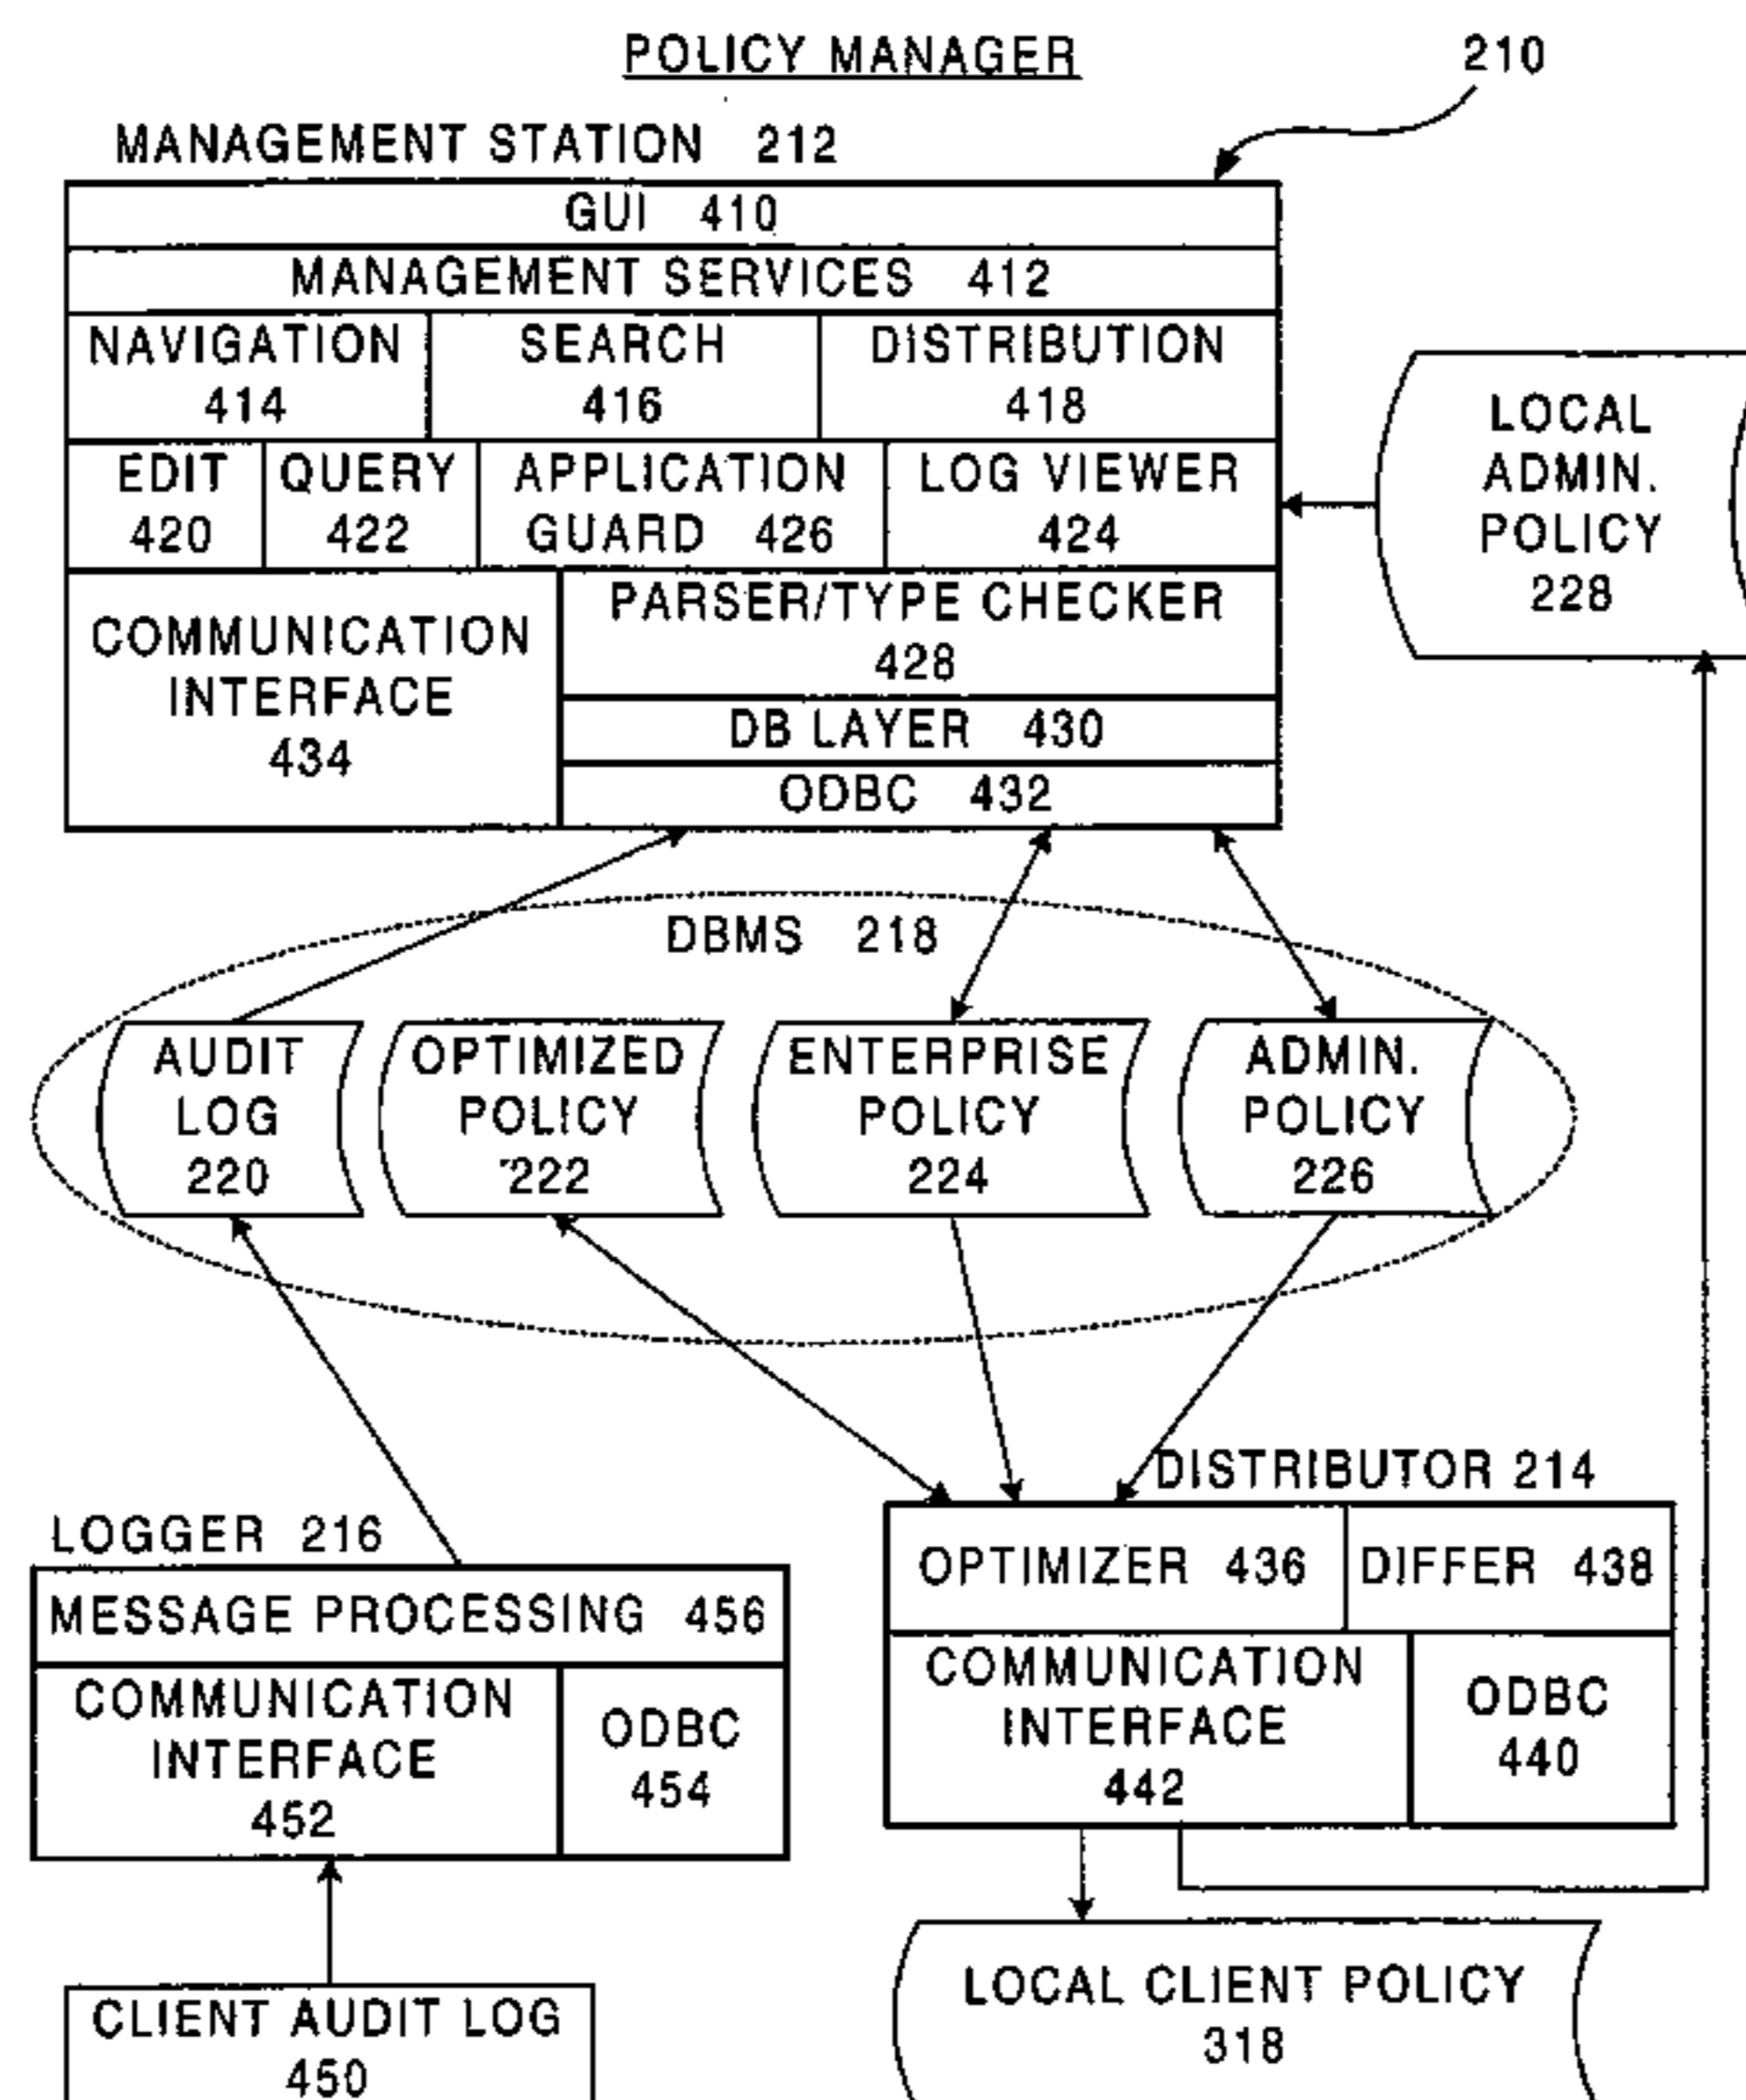 POLICY MANAGER
210
MANAGEMENT STATION 212
GUI 410
MANAGEMENT SERVICES 412
NAVIGATION
414
SEARCH
416
DISTRIBUTION
418
EDIT
420
QUERY
422
APPLICATION
GUARD 426
LOG VIEWER
424
LOCAL
ADMIN.
POLICY
228
COMMUNICATION
INTERFACE
434
PARSER/TYPE CHECKER
428
DB LAYER 430
ODBC 432
DBMS 218
AUDIT
LOG
220
OPTIMIZED
POLICY
222
ENTERPRISE
POLICY
224
ADMIN.
POLICY
226
LOGGER 216
MESSAGE PROCESSING 456
COMMUNICATION
INTERFACE
452
ODBC
454
DISTRIBUTOR 214
OPTIMIZER 436
DIFFER 438
COMMUNICATION
INTERFACE
442
ODBC
440
CLIENT AUDIT LOG
450
LOCAL CLIENT POLICY
318